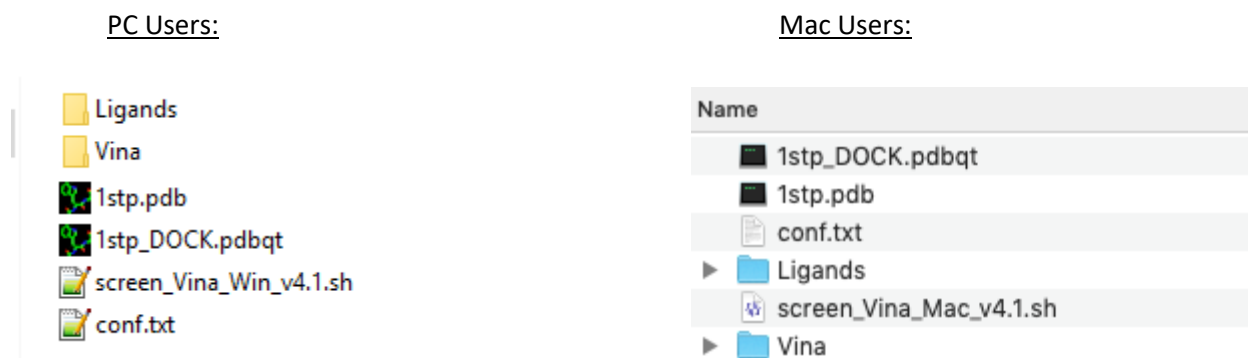 PC Users:
Ligands
Vina
1stp.pdb
1stp_DOCK.pdbqt
screen_Vina_Win_v4.1.sh
conf.txt
Mac Users:
Name
1stp_DOCK.pdbqt
1stp.pdb
conf.txt
Ligands
screen_Vina_Mac_v4.1.sh
Vina